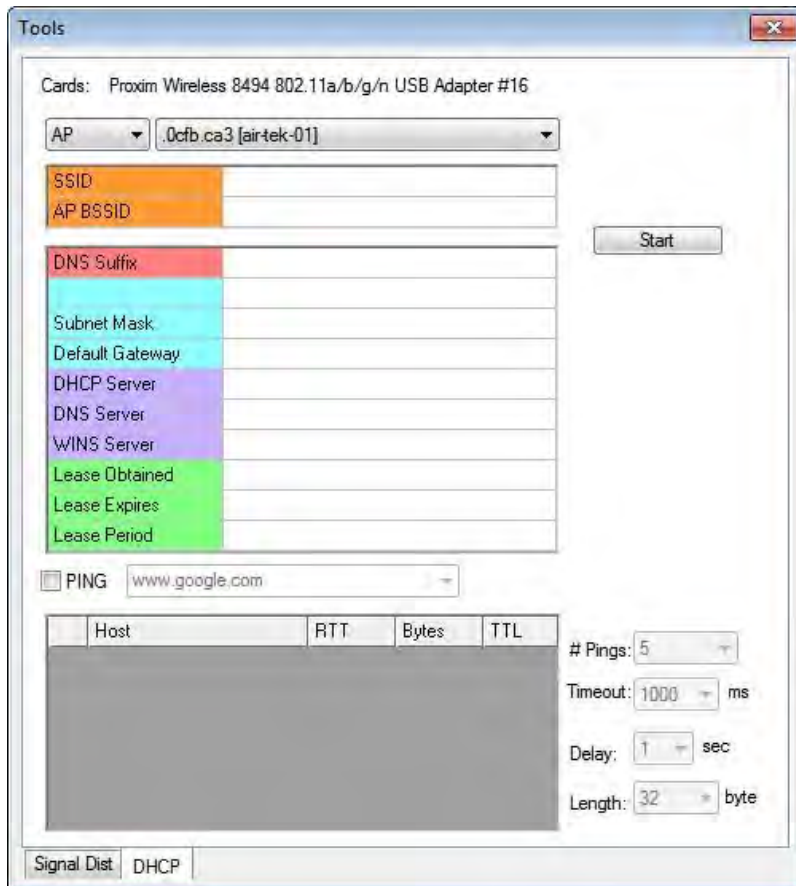 Tools
Cards: Proxim Wireless 8494 802.11a/b/g/n USB Adapter #16
AP .0cfb.ca3 [air-tek-01]
SSID
AP BSSID
Start
DNS Suffix
Subnet Mask
Default Gateway
DHCP Server
DNS Server
WINS Server
Lease Obtained
Lease Expires
Lease Period
PING www.google.com
Host RTT Bytes TTL
# Pings: 5
Timeout: 1000 ms
Delay: 1 sec
Length: 32 byte
Signal Dist DHCP